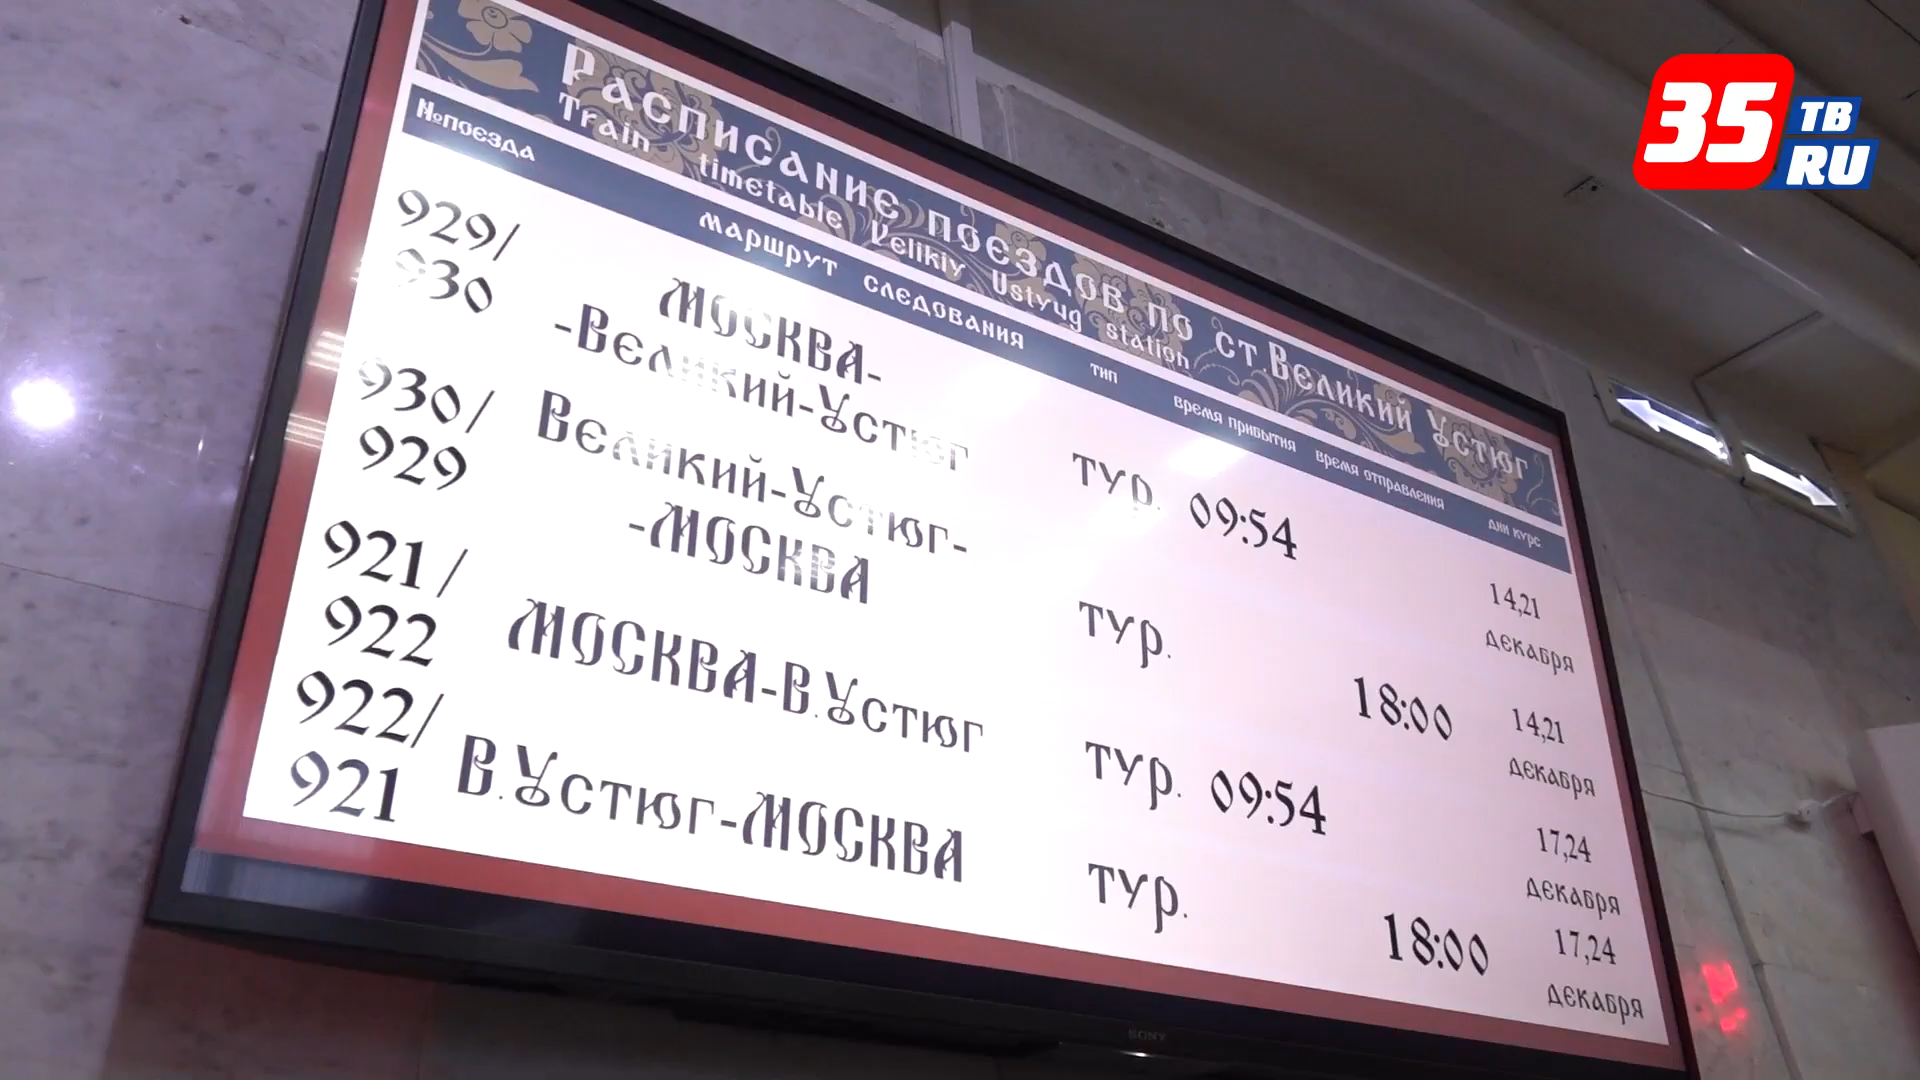 35
ТВ
RU
Расписание поездов по ст. Великий Устюг
Train timetable Velikiy Ustyug station
№поезда маршрут следования тип время прибытия время отправления дни курс
929/
930
Москва-
-Великий-Устюг
тур. 09:54
14,21
декабря
930/
929
Великий-Устюг-
-Москва
тур.
18:00
14,21
декабря
921/
922
Москва-В.Устюг
тур. 09:54
17,24
декабря
922/
921
В.Устюг-Москва
тур.
18:00
17,24
декабря
SONY